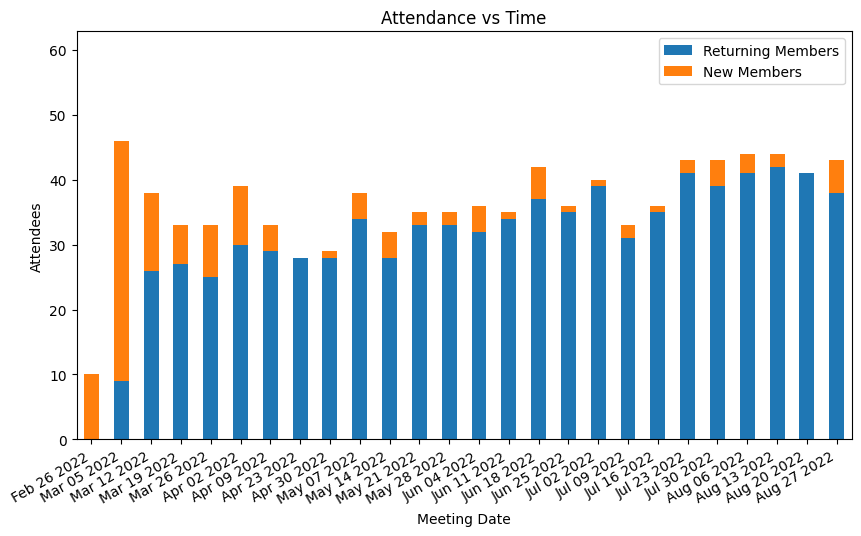 Attendance vs Time
Returning Members
New Members
60
50
40
30
20
10
0
Attendees
Feb 26 2022
Mar 05 2022
Mar 12 2022
Mar 19 2022
Mar 26 2022
Apr 02 2022
Apr 09 2022
Apr 23 2022
Apr 30 2022
May 07 2022
May 14 2022
May 21 2022
May 28 2022
Jun 04 2022
Jun 11 2022
Jun 18 2022
Jun 25 2022
Jul 02 2022
Jul 09 2022
Jul 16 2022
Jul 23 2022
Jul 30 2022
Aug 06 2022
Aug 13 2022
Aug 20 2022
Aug 27 2022
Meeting Date